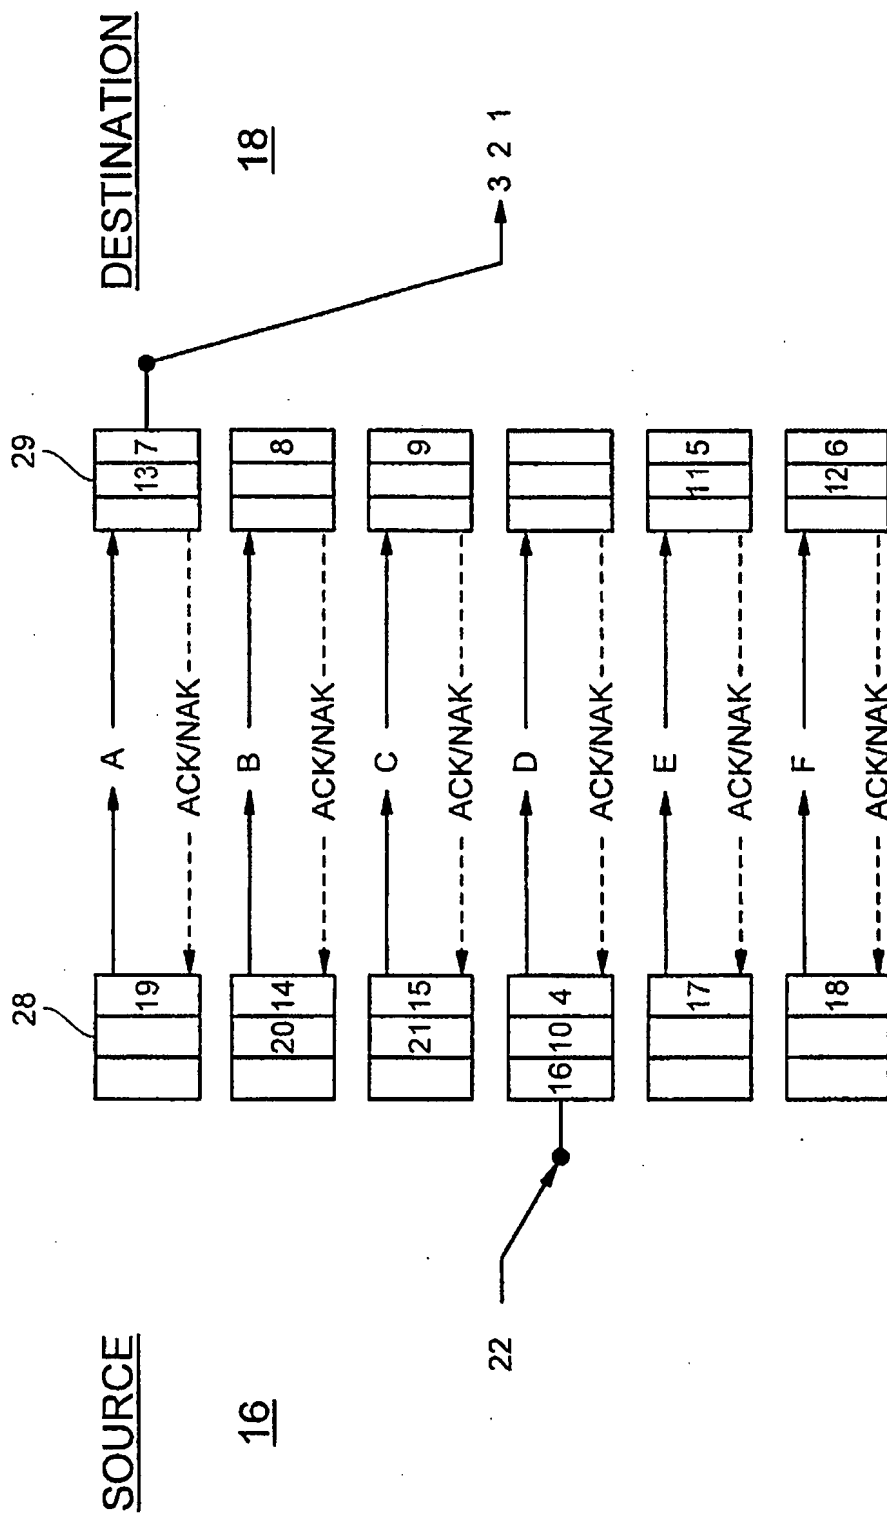 SOURCE
DESTINATION
16
18
28
29
19
A
13 7
ACK/NAK
20 14
B
8
ACK/NAK
21 15
C
9
ACK/NAK
16 10 4
D
ACK/NAK
22
3 2 1
17
E
11 5
ACK/NAK
18
F
12 6
ACK/NAK